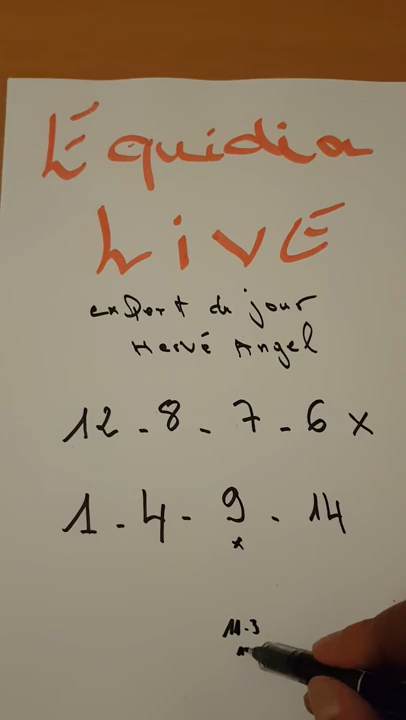 Équidia
LIVE
expert du jour
Hervé Angel
12 - 8 - 7 - 6 x
1 - 4 - 9 - 14
x
11-3